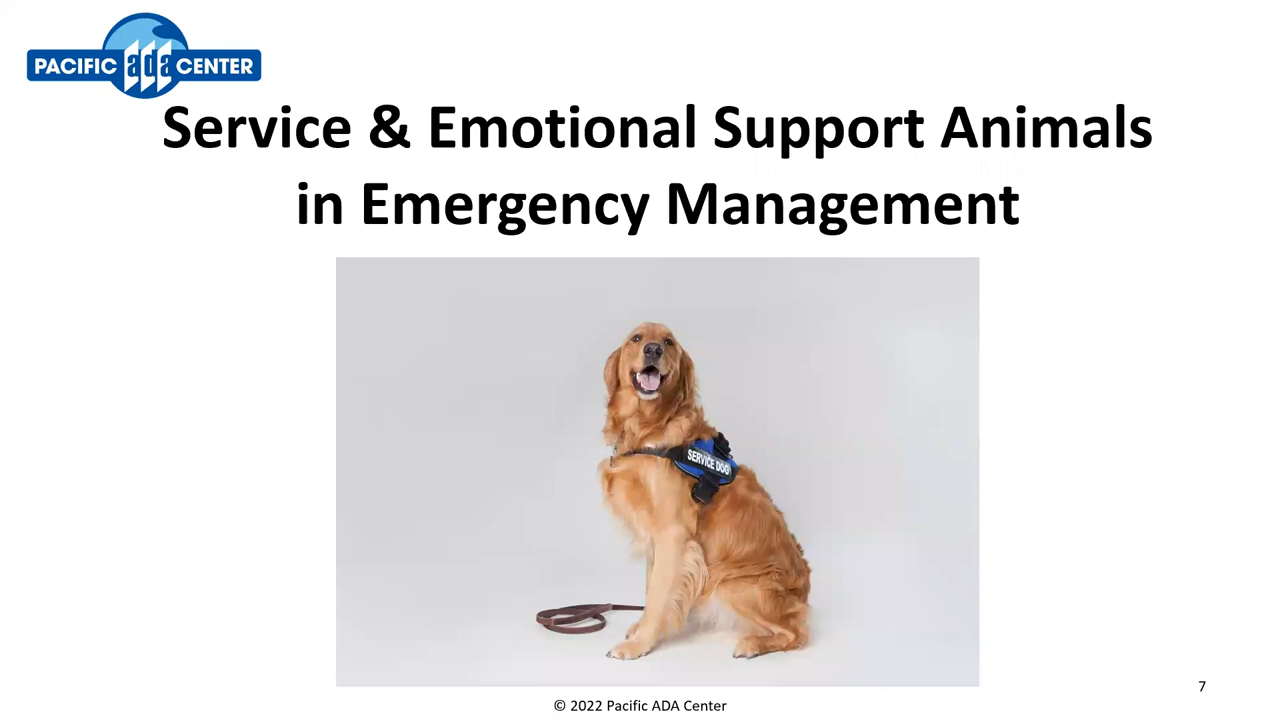 PACIFIC ada CENTER
Service & Emotional Support Animals
in Emergency Management
SERVICE DOG
7
© 2022 Pacific ADA Center